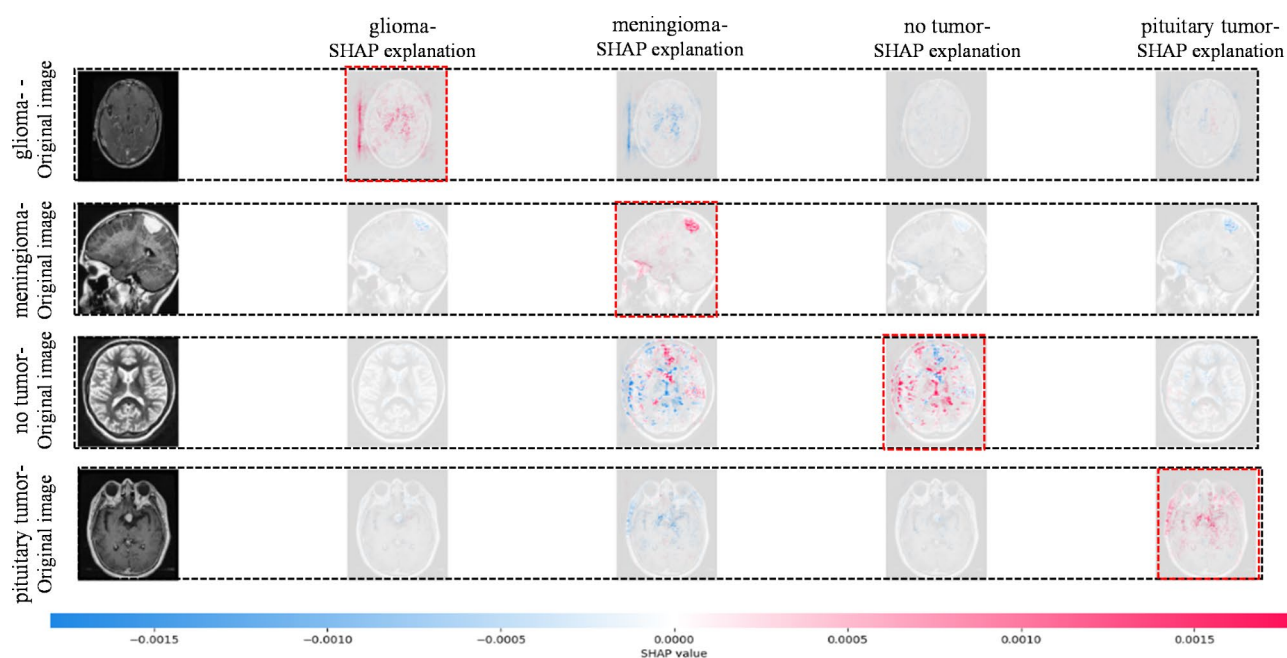 glioma-
SHAP explanation
meningioma-
SHAP explanation
no tumor-
SHAP explanation
pituitary tumor-
SHAP explanation
glioma- -
Original image
meningioma-
Original image
no tumor-
Original image
pituitary tumor-
Original image
−0.0015 −0.0010 −0.0005 0.0000 0.0005 0.0010 0.0015
SHAP value